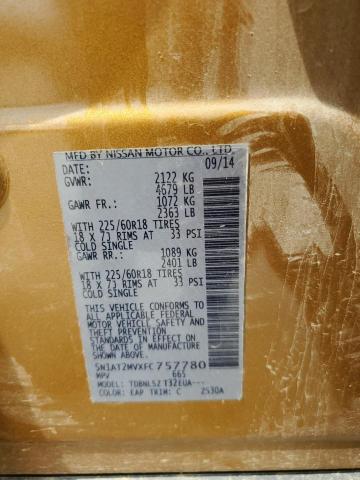 MFD BY NISSAN MOTOR CO., LTD.
DATE: 09/14
GVWR: 2122 KG
4679 LB
GAWR FR.: 1072 KG
2363 LB
WITH 225/60R18 TIRES
18 X 7J RIMS AT 33 PSI
COLD SINGLE
GAWR RR.: 1089 KG
2401 LB
WITH 225/60R18 TIRES
18 X 7J RIMS AT 33 PSI
COLD SINGLE
THIS VEHICLE CONFORMS TO
ALL APPLICABLE FEDERAL
MOTOR VEHICLE SAFETY
AND THEFT PREVENTION
STANDARDS IN EFFECT ON
THE DATE OF MANUFACTURE
SHOWN ABOVE.
5N1AT2MVXFC757780
MPV 665
MODEL: TDBNLSZ T32EUA---
COLOR: EAP TRIM: C 2530A